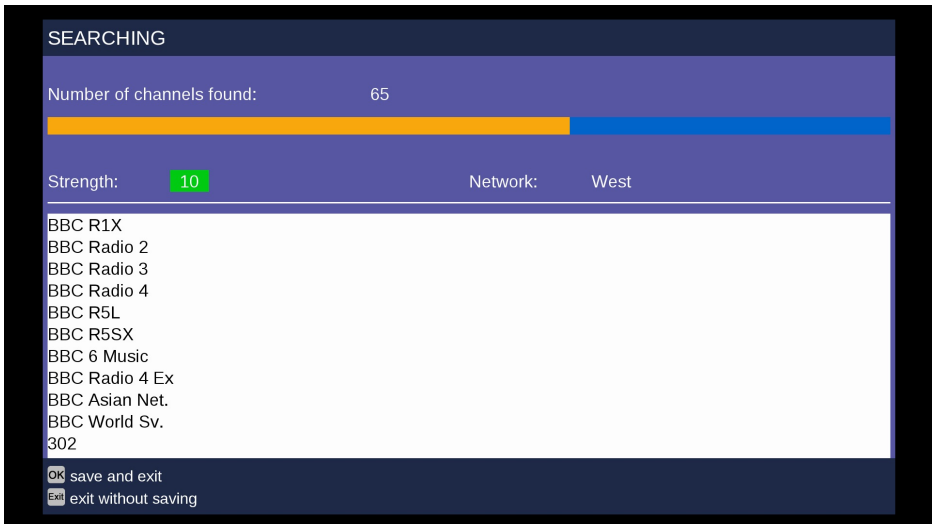 SEARCHING
Number of channels found: 65
Strength: 10 Network: West
BBC R1X
BBC Radio 2
BBC Radio 3
BBC Radio 4
BBC R5L
BBC R5SX
BBC 6 Music
BBC Radio 4 Ex
BBC Asian Net.
BBC World Sv.
302
OK save and exit
Exit exit without saving